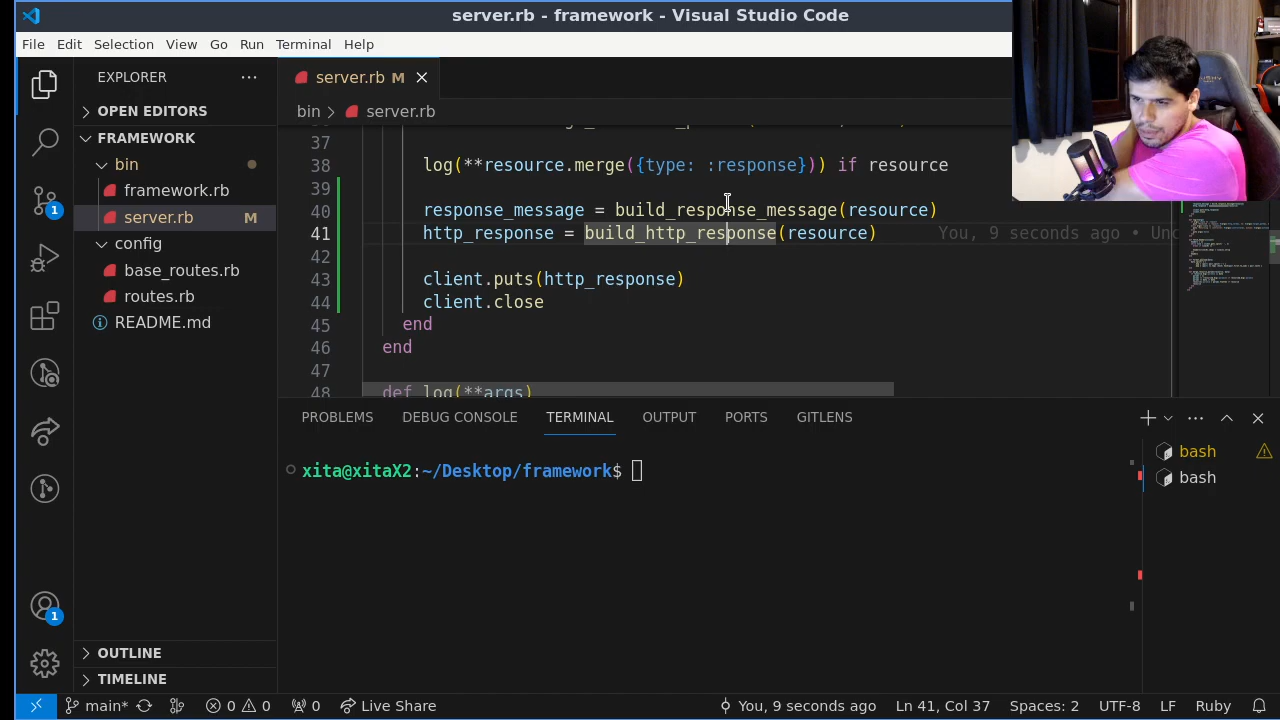 server.rb - framework - Visual Studio Code
File Edit Selection View Go Run Terminal Help
EXPLORER
OPEN EDITORS
FRAMEWORK
bin
framework.rb
server.rb M
config
base_routes.rb
routes.rb
README.md
OUTLINE
TIMELINE
1
1
server.rb M
bin > server.rb
37
38 log(**resource.merge({type: :response})) if resource
39
40 response_message = build_response_message(resource)
41 http_response = build_http_response(resource) You, 9 seconds ago • Unc
42
43 client.puts(http_response)
44 client.close
45 end
46 end
47
48 def log(**args)
PROBLEMS DEBUG CONSOLE TERMINAL OUTPUT PORTS GITLENS
xita@xitaX2:~/Desktop/framework$
bash
bash
main* 0 0 0 Live Share You, 9 seconds ago Ln 41, Col 37 Spaces: 2 UTF-8 LF Ruby